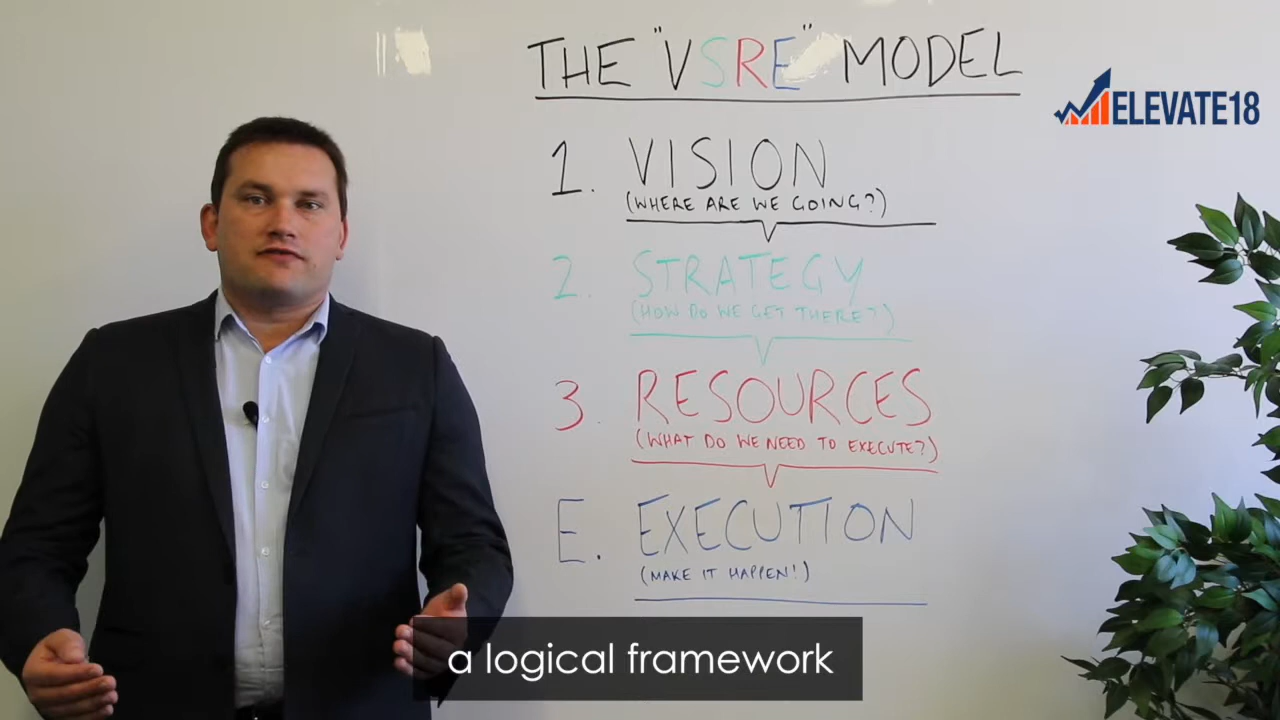 THE "VSRE" MODEL
ELEVATE18
1. VISION
(WHERE ARE WE GOING?)
2. STRATEGY
(HOW DO WE GET THERE?)
3. RESOURCES
(WHAT DO WE NEED TO EXECUTE?)
E. EXECUTION
(MAKE IT HAPPEN!)
a logical framework